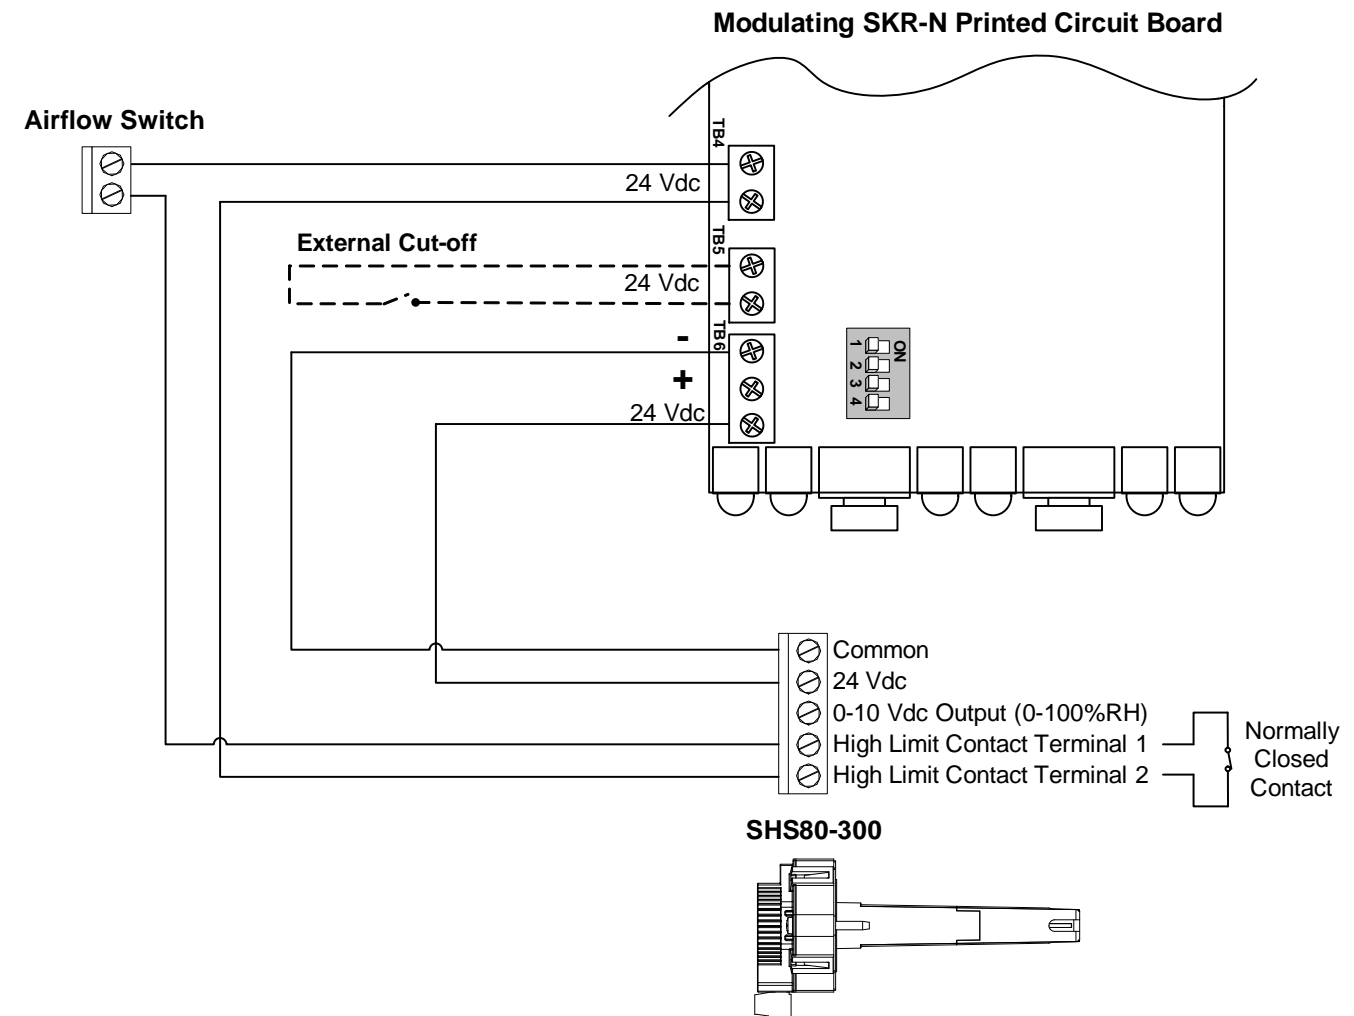 Modulating SKR-N Printed Circuit Board
Airflow Switch
TB4
24 Vdc
External Cut-off
TB5
24 Vdc
TB6
-
+
24 Vdc
ON
1
2
3
4
Common
24 Vdc
0-10 Vdc Output (0-100%RH)
High Limit Contact Terminal 1
High Limit Contact Terminal 2
Normally
Closed
Contact
SHS80-300